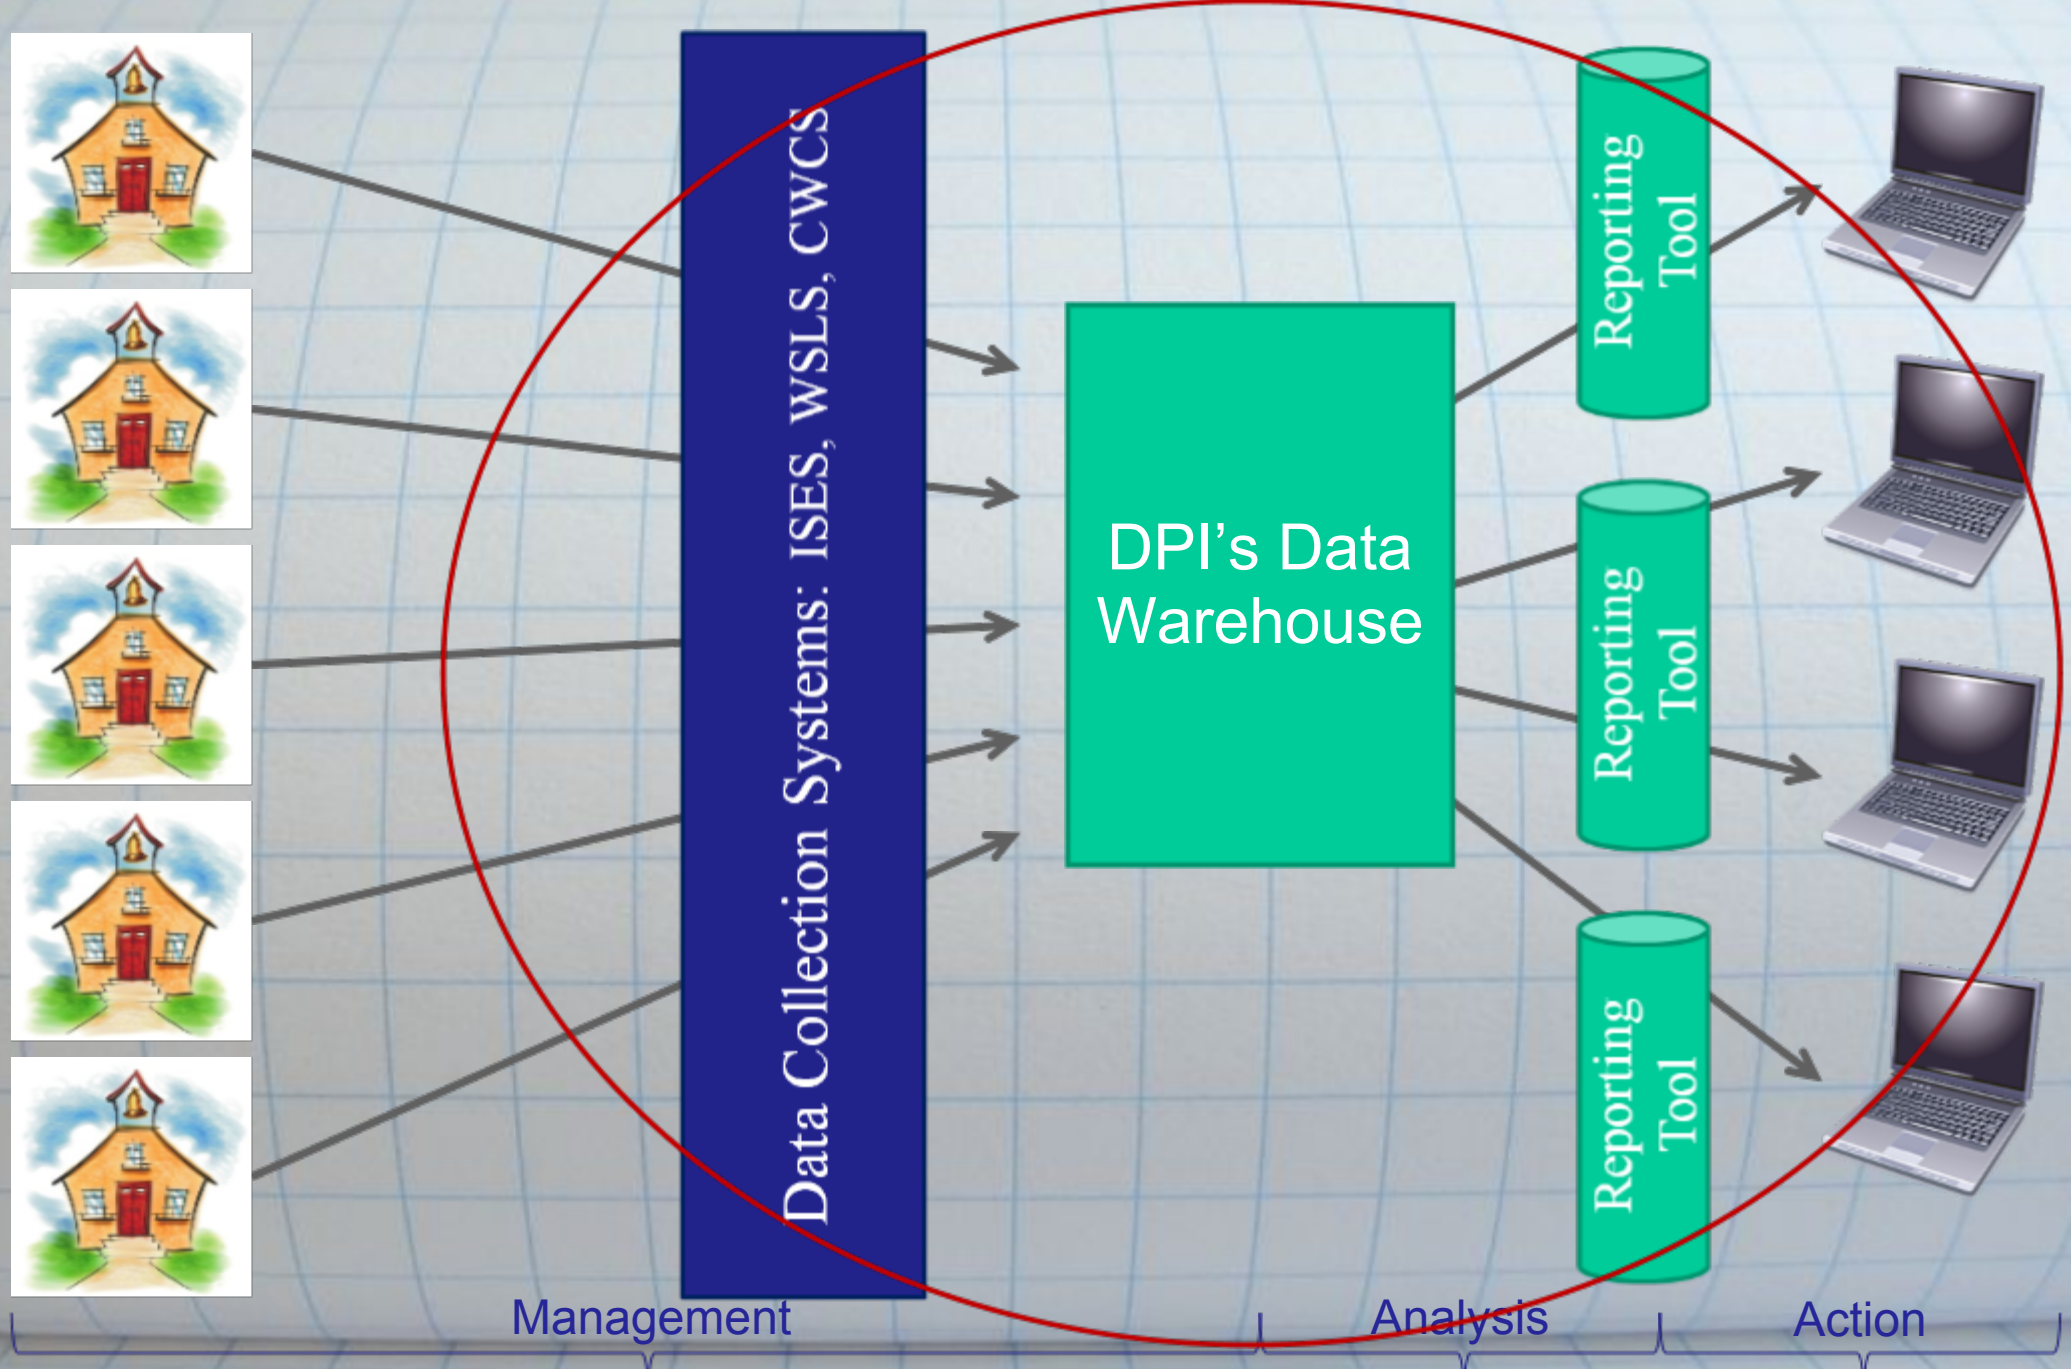 Data Collection Systems: ISES, WSLS, CWCS
DPI’s Data
Warehouse
Reporting
Tool
Reporting
Tool
Reporting
Tool
Management
Analysis
Action